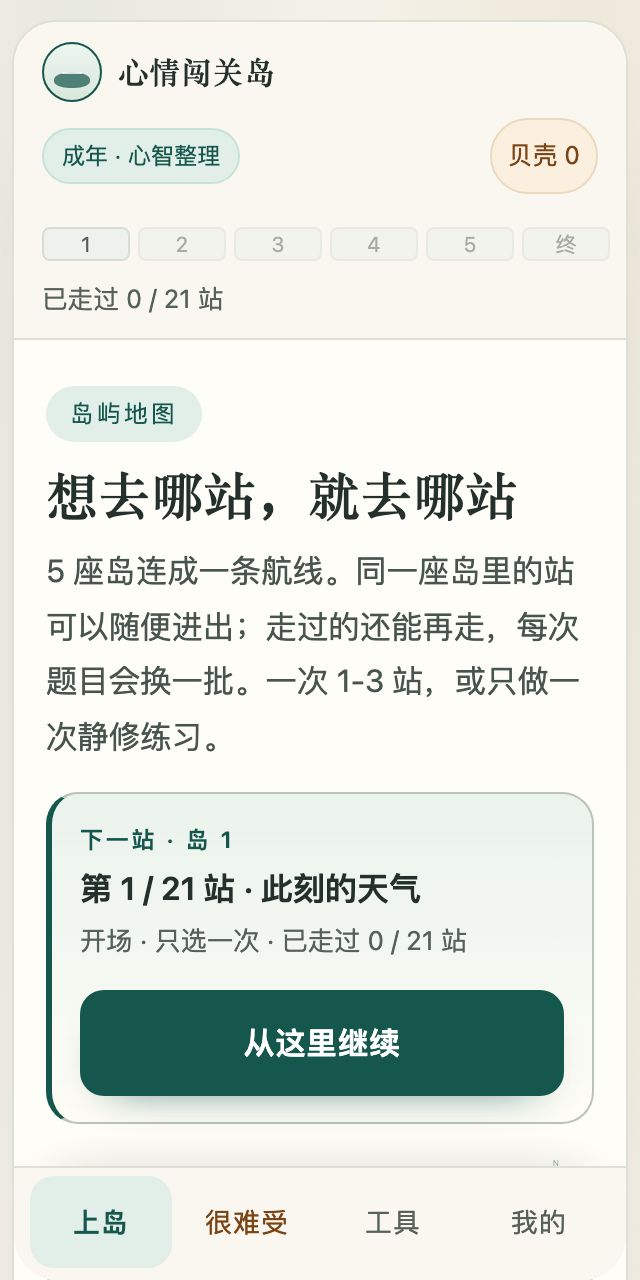 心情闯关岛
成年 · 心智整理
贝壳 0
1 2 3 4 5 终
已走过 0 / 21 站
岛屿地图
想去哪站，就去哪站
5 座岛连成一条航线。同一座岛里的站
可以随便进出；走过的还能再走，每次
题目会换一批。一次 1-3 站，或只做一
次静修练习。
下一站 · 岛 1
第 1 / 21 站 · 此刻的天气
开场 · 只选一次 · 已走过 0 / 21 站
从这里继续
N
上岛 很难受 工具 我的